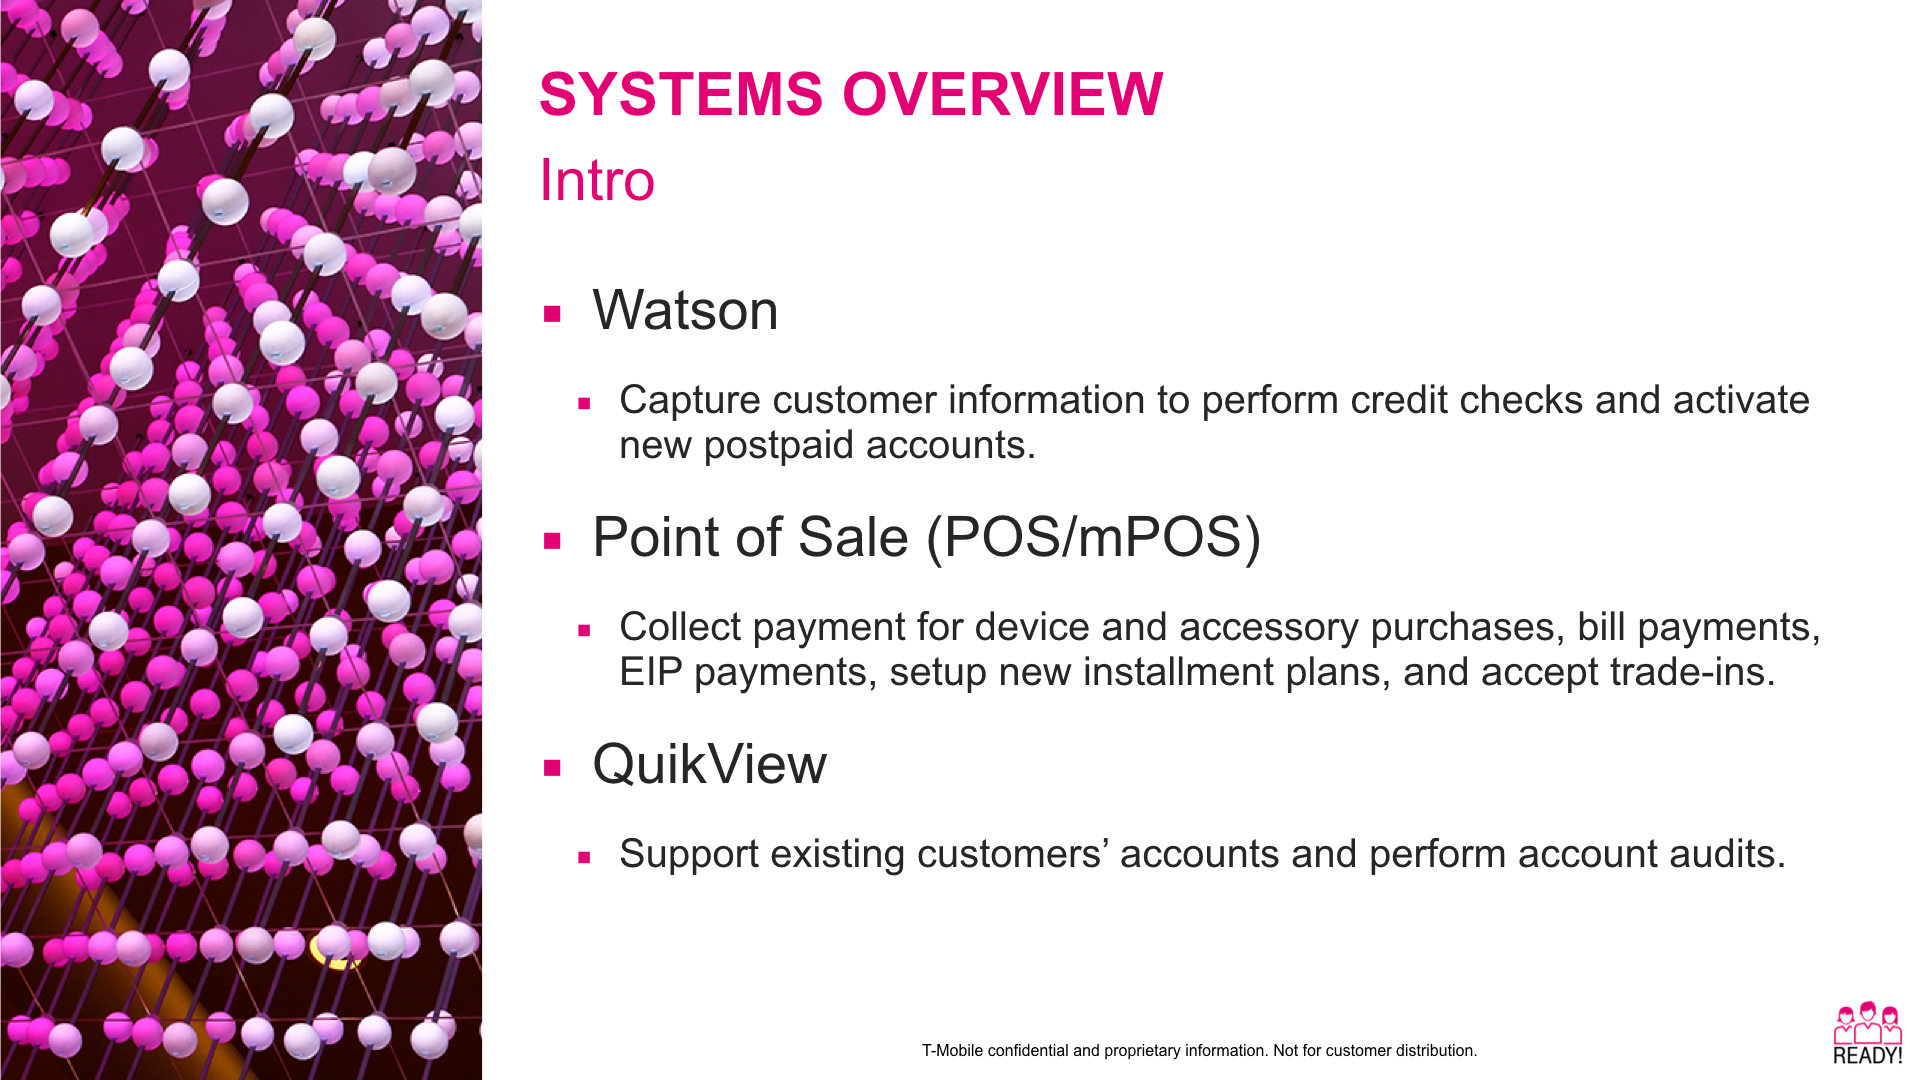 SYSTEMS OVERVIEW
Intro
Watson
Capture customer information to perform credit checks and activate
new postpaid accounts.
Point of Sale (POS/mPOS)
Collect payment for device and accessory purchases, bill payments,
EIP payments, setup new installment plans, and accept trade-ins.
QuikView
Support existing customers’ accounts and perform account audits.
T-Mobile confidential and proprietary information. Not for customer distribution.
READY!